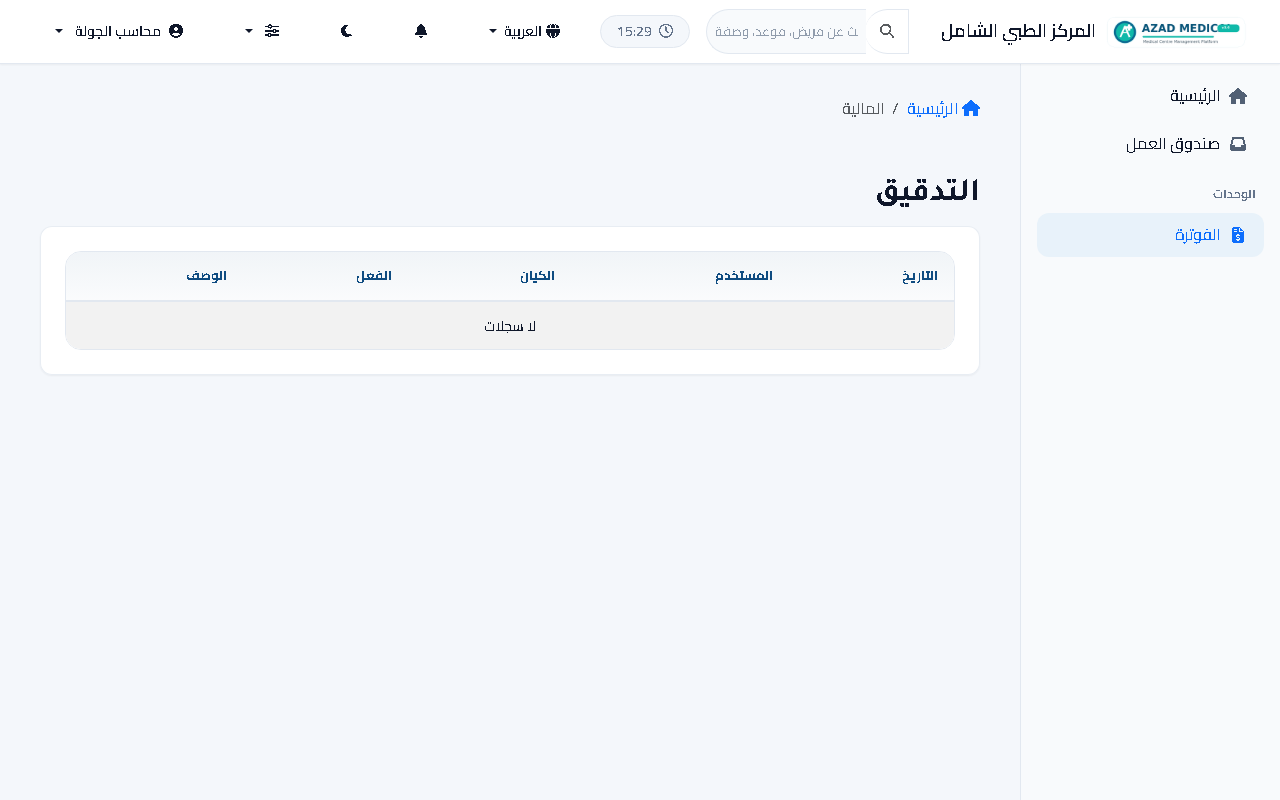 AZAD MEDIC
Medical Centre Management Platform
المركز الطبي الشامل
ث عن مريض، موعد، وصفة
15:29
العربية
محاسب الجولة
الرئيسية
صندوق العمل
الوحدات
الفوترة
الرئيسية / المالية
التدقيق
التاريخ المستخدم الكيان الفعل الوصف
لا سجلات